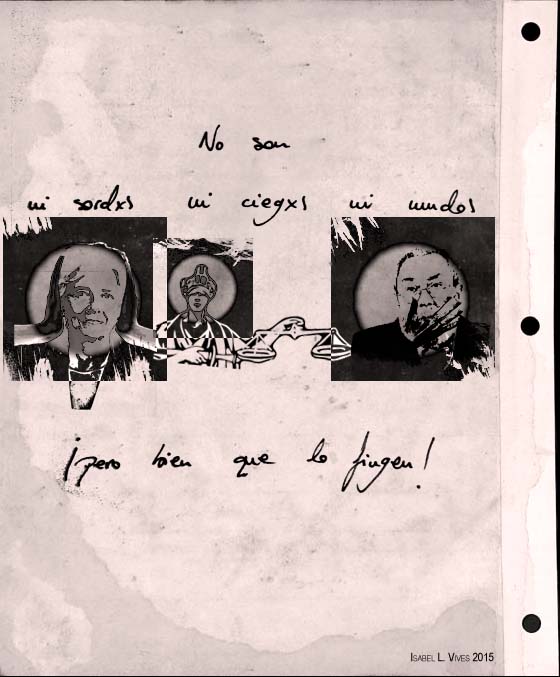 No son
ni sordxs ni ciegxs ni mudos
¡pero bien que lo fingen!
Isabel L. Vives 2015